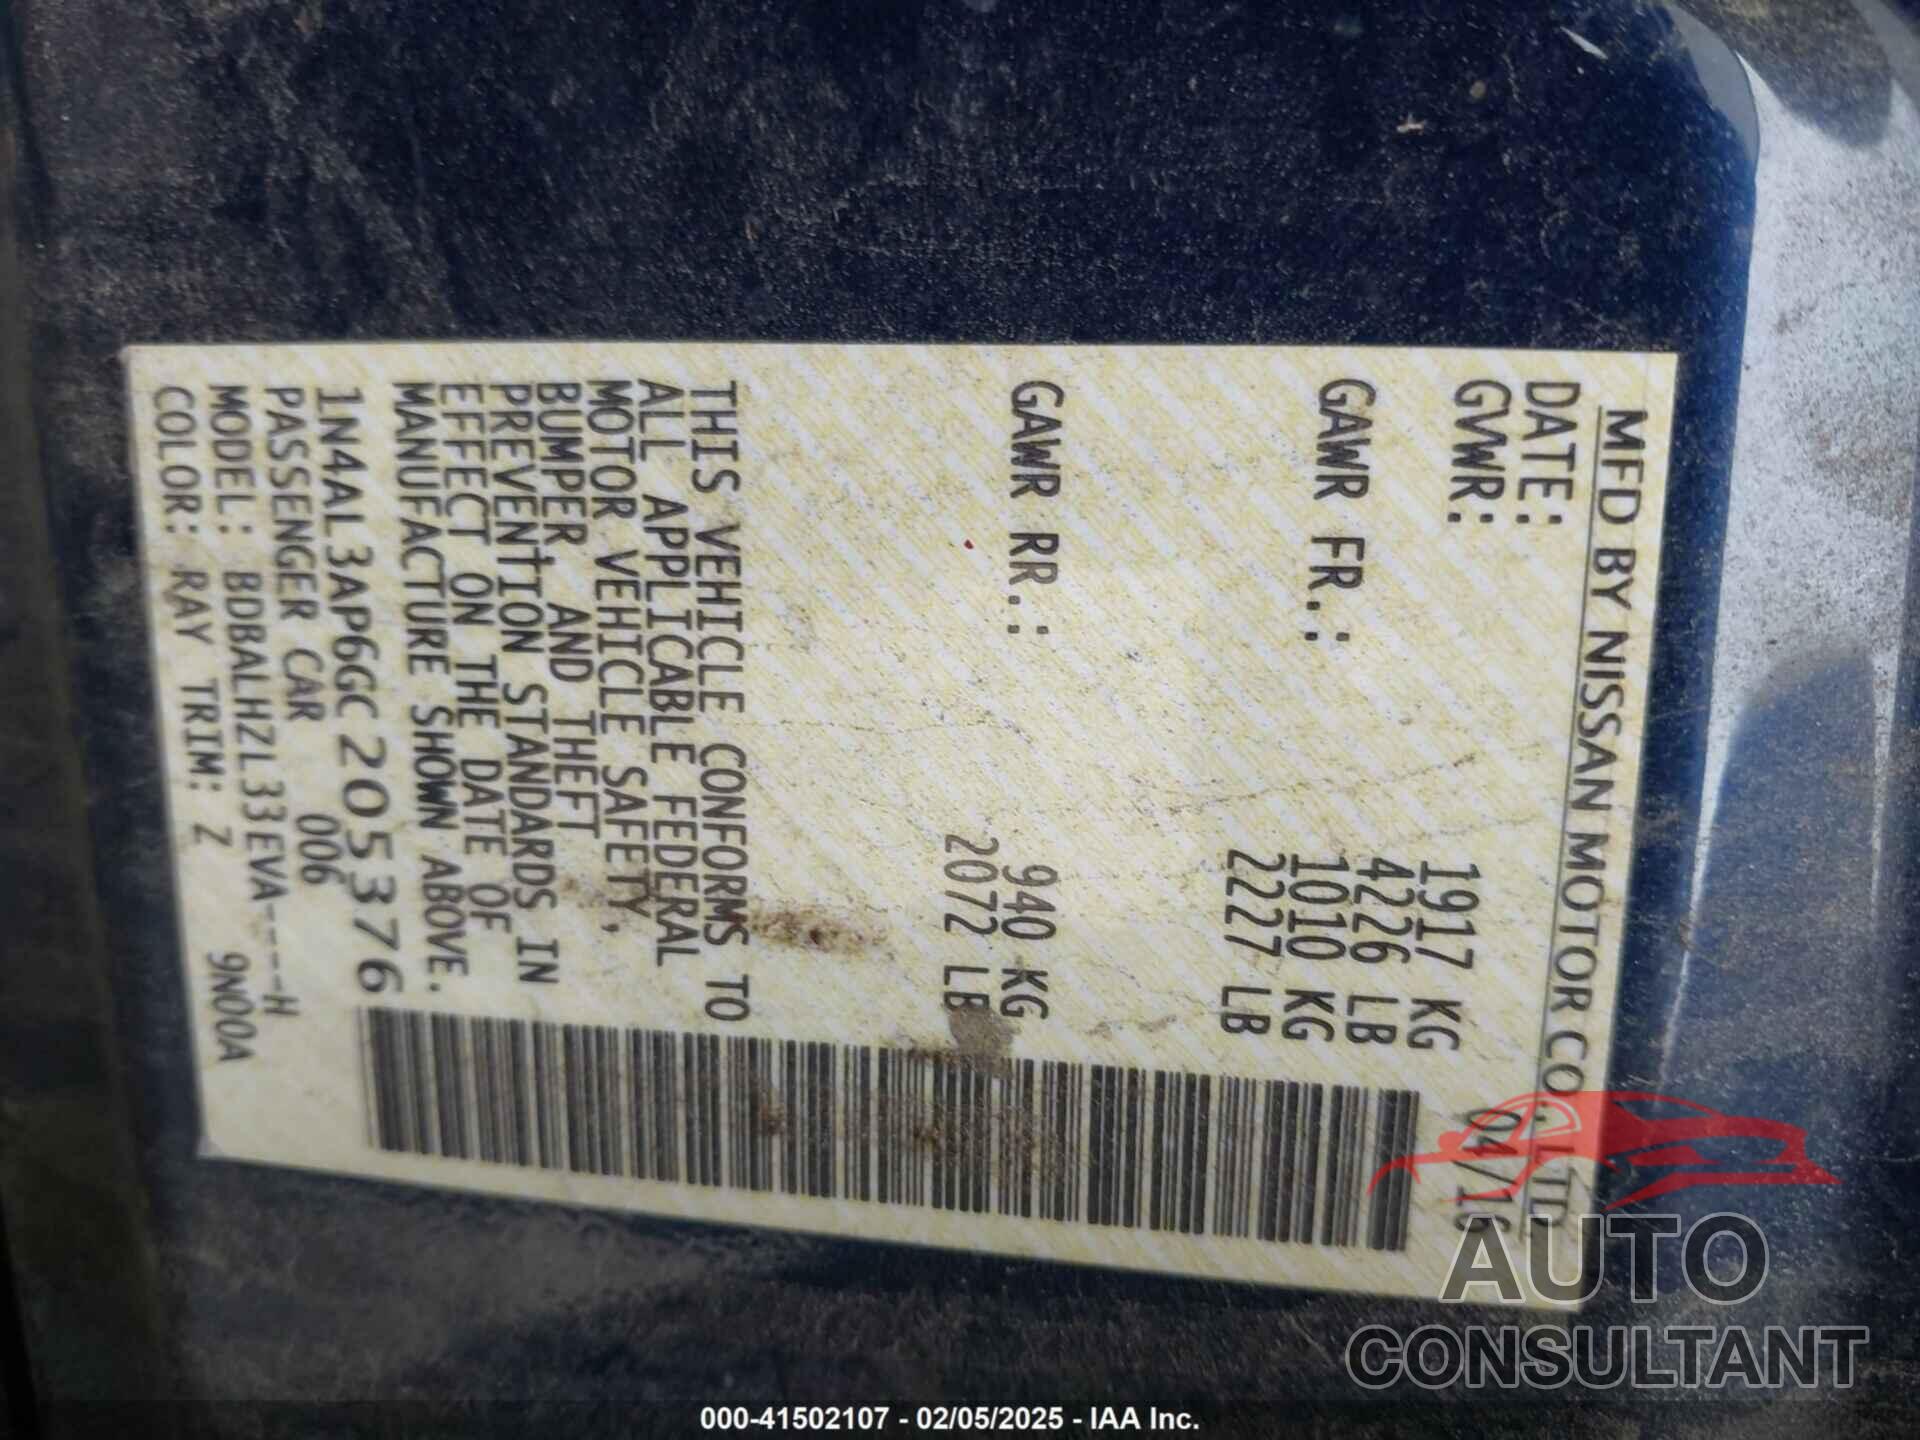 MFD BY NISSAN MOTOR CO., LTD.
DATE: 04/16
GVWR: 1917 KG
4226 LB
GAWR FR.: 1010 KG
2227 LB
GAWR RR.: 940 KG
2072 LB
THIS VEHICLE CONFORMS TO
ALL APPLICABLE FEDERAL
MOTOR VEHICLE SAFETY,
BUMPER AND THEFT
PREVENTION STANDARDS IN
EFFECT ON THE DATE OF
MANUFACTURE SHOWN ABOVE.
1N4AL3AP6GC205376
PASSENGER CAR 006
MODEL: BDBALHZL33EVA----H
COLOR: RAY TRIM: Z 9N00A
AUTO
CONSULTANT
000-41502107 - 02/05/2025 - IAA Inc.